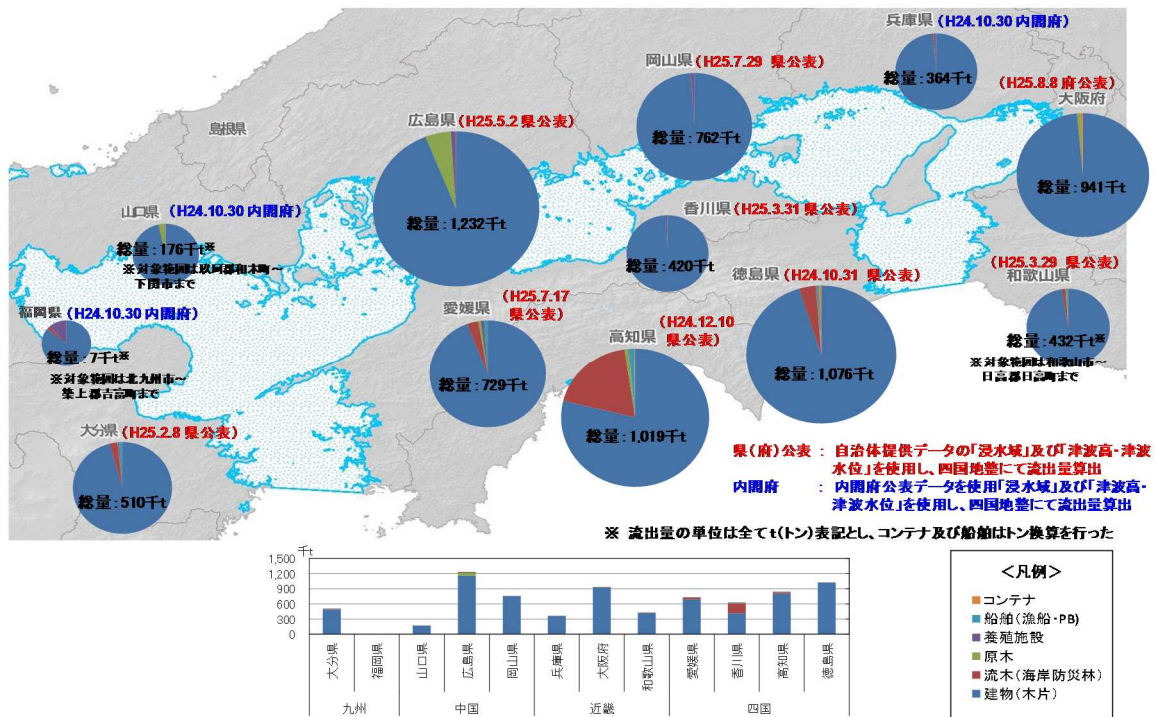 兵庫県(H24.10.30 内閣府)
総量:364千t
岡山県(H25.7.29 県公表)
総量:762千t
(H25.8.8 府公表)
大阪府
総量:941千t
島根県
広島県(H25.5.2 県公表)
総量:1,232千t
山口県(H24.10.30 内閣府)
総量:176千t※
※対象範囲は玖珂郡和木町～
下関市まで
香川県(H25.3.31 県公表)
総量:420千t
徳島県(H24.10.31 県公表)
総量:1,076千t
(H25.3.29 県公表)
和歌山県
総量:432千t※
※対象範囲は和歌山市～
日高郡日高町まで
福岡県(H24.10.30 内閣府)
総量:7千t※
※対象範囲は北九州市～
築上郡吉富町まで
愛媛県(H25.7.17
県公表)
総量:729千t
高知県(H24.12.10
県公表)
総量:1,019千t
大分県(H25.2.8 県公表)
総量:510千t
県(府)公表 : 自治体提供データの「浸水域」及び「津波高・津波
水位」を使用し、四国地整にて流出量算出
内閣府 : 内閣府公表データを使用「浸水域」及び「津波高・
津波水位」を使用し、四国地整にて流出量算出
※ 流出量の単位は全てt(トン)表記とし、コンテナ及び船舶はトン換算を行った
千t
1,500
1,200
900
600
300
0
大分県
福岡県
山口県
広島県
岡山県
兵庫県
大阪府
和歌山県
愛媛県
香川県
高知県
徳島県
九州
中国
近畿
四国
<凡例>
コンテナ
船舶(漁船・PB)
養殖施設
原木
流木(海岸防災林)
建物(木片)